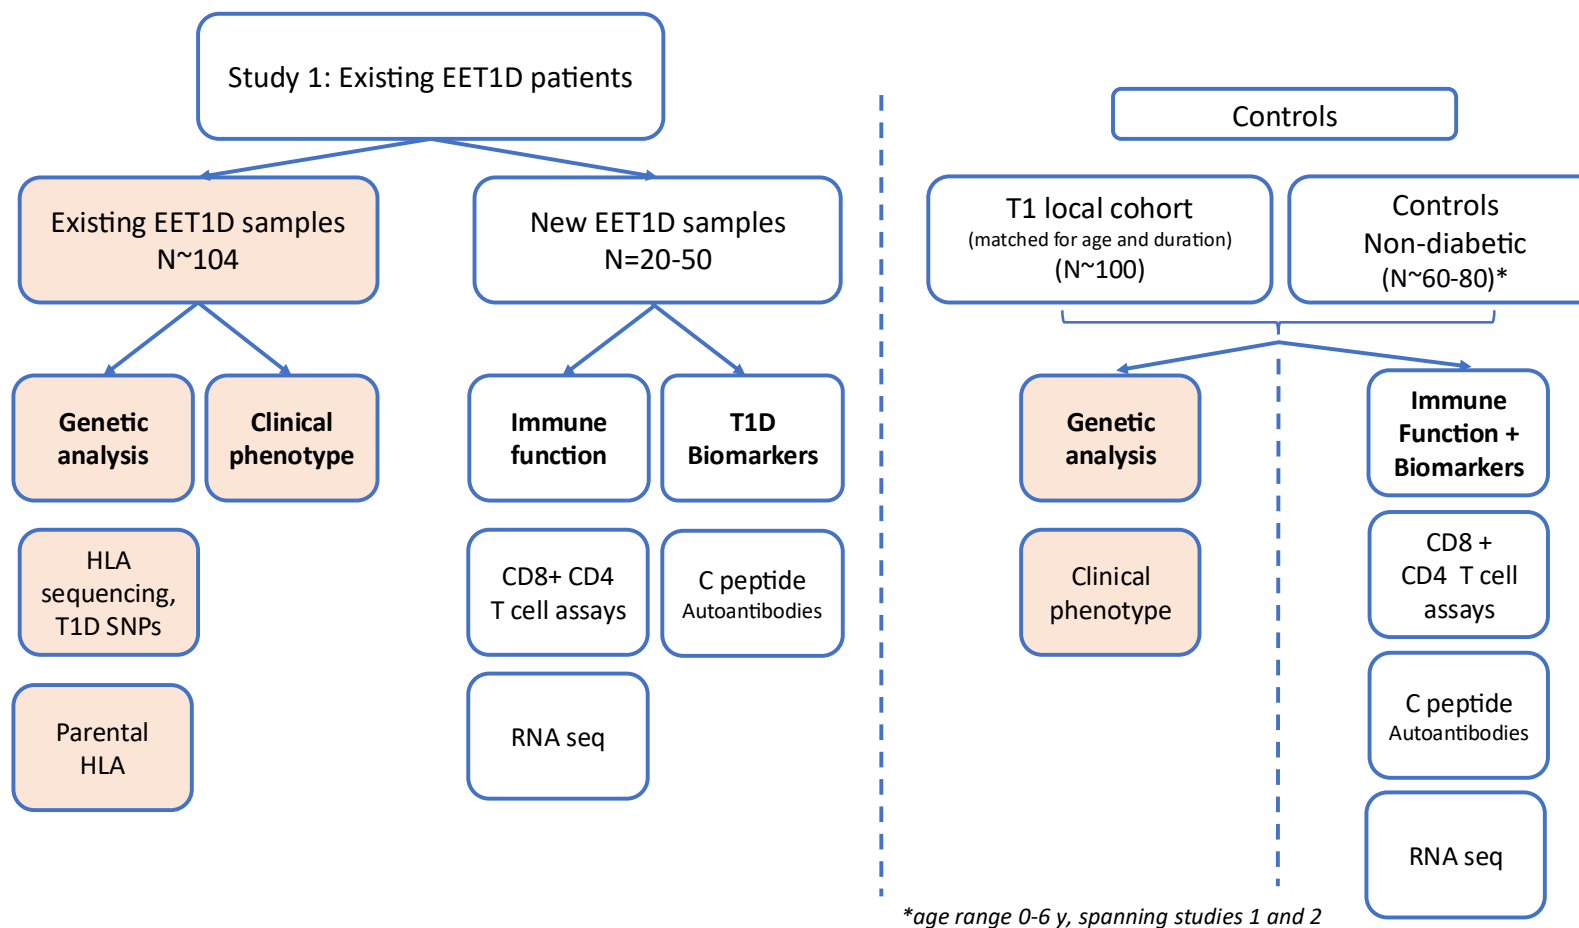 Study 1: Existing EET1D patients
Existing EET1D samples
N~104
New EET1D samples
N=20-50
Genetic
analysis
Clinical
phenotype
Immune
function
T1D
Biomarkers
HLA
sequencing,
T1D SNPs
CD8+ CD4
T cell assays
C peptide
Autoantibodies
Parental
HLA
RNA seq
Controls
T1 local cohort
(matched for age and duration)
(N~100)
Controls
Non-diabetic
(N~60-80)*
Genetic
analysis
Immune
Function +
Biomarkers
Clinical
phenotype
CD8 +
CD4 T cell
assays
C peptide
Autoantibodies
RNA seq
*age range 0-6 y, spanning studies 1 and 2